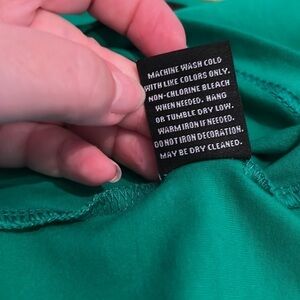 MACHINE WASH COLD
WITH LIKE COLORS ONLY.
NON-CHLORINE BLEACH
WHEN NEEDED. HANG
OR TUMBLE DRY LOW.
WARM IRON IF NEEDED.
DO NOT IRON DECORATION.
MAY BE DRY CLEANED.